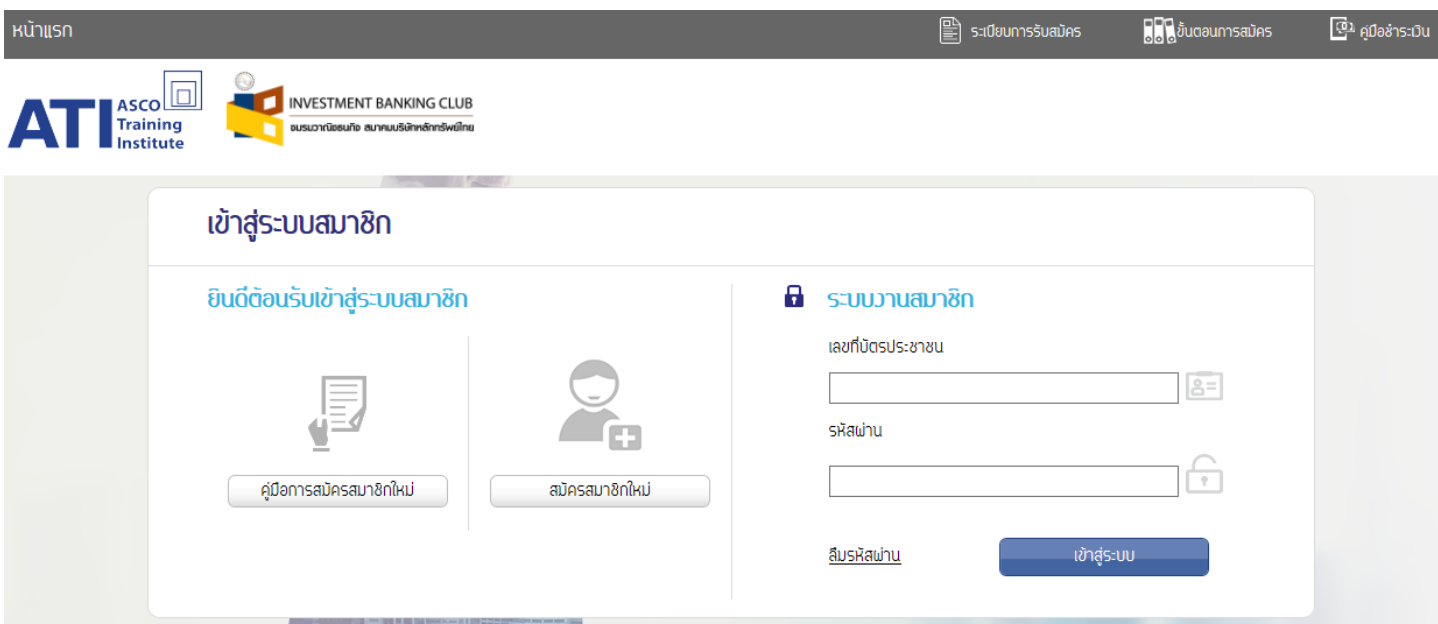 หน้าแรก
ระเบียบการรับสมัคร
ขั้นตอนการสมัคร
คู่มือชำระเงิน
ATI ASCO
Training
Institute
INVESTMENT BANKING CLUB
ชมรมวาณิชธนกิจ สมาคมบริษัทหลักทรัพย์ไทย
เข้าสู่ระบบสมาชิก
ยินดีต้อนรับเข้าสู่ระบบสมาชิก
คู่มือการสมัครสมาชิกใหม่
สมัครสมาชิกใหม่
ระบบงานสมาชิก
เลขที่บัตรประชาชน
รหัสผ่าน
ลืมรหัสผ่าน
เข้าสู่ระบบ